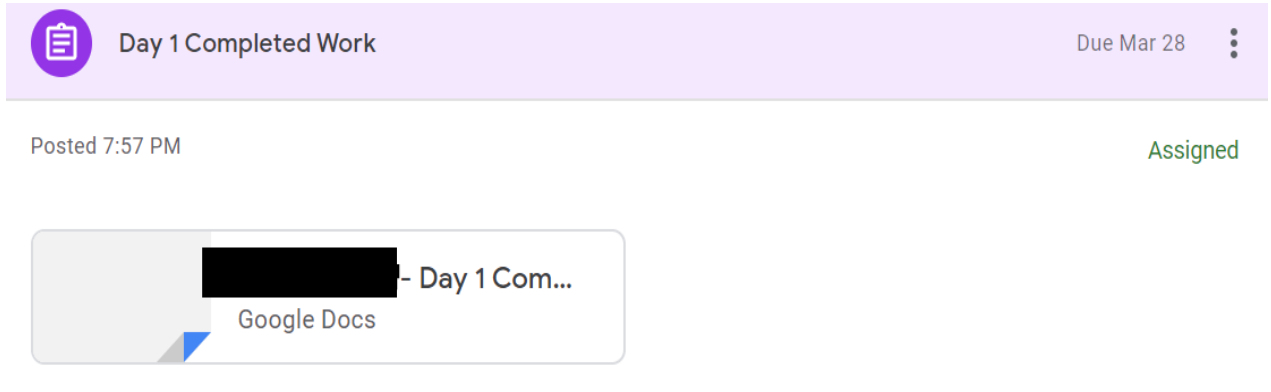 Day 1 Completed Work
Due Mar 28
Posted 7:57 PM
Assigned
- Day 1 Com...
Google Docs